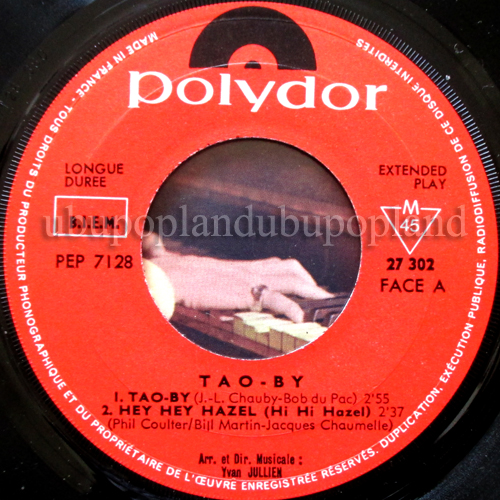 polydor
MADE IN FRANCE · TOUS DROITS DU PRODUCTEUR PHONOGRAPHIQUE ET DU PROPRIÉTAIRE DE L'ŒUVRE ENREGISTRÉE RÉSERVÉS. DUPLICATION, EXÉCUTION PUBLIQUE, RADIODIFFUSION DE CE DISQUE INTERDITES
LONGUE
DUREE
EXTENDED
PLAY
B.I.E.M.
M
45
ubupoplandubupopland
PEP 7128
27 302
FACE A
TAO-BY
1. TAO-BY (J.-L. Chauby-Bob du Pac) 2'55
2. HEY HEY HAZEL (Hi Hi Hazel) 2'37
(Phil Coulter/Bijl Martin-Jacques Chaumelle)
Arr. et Dir. Musicale :
Yvan JULLIEN